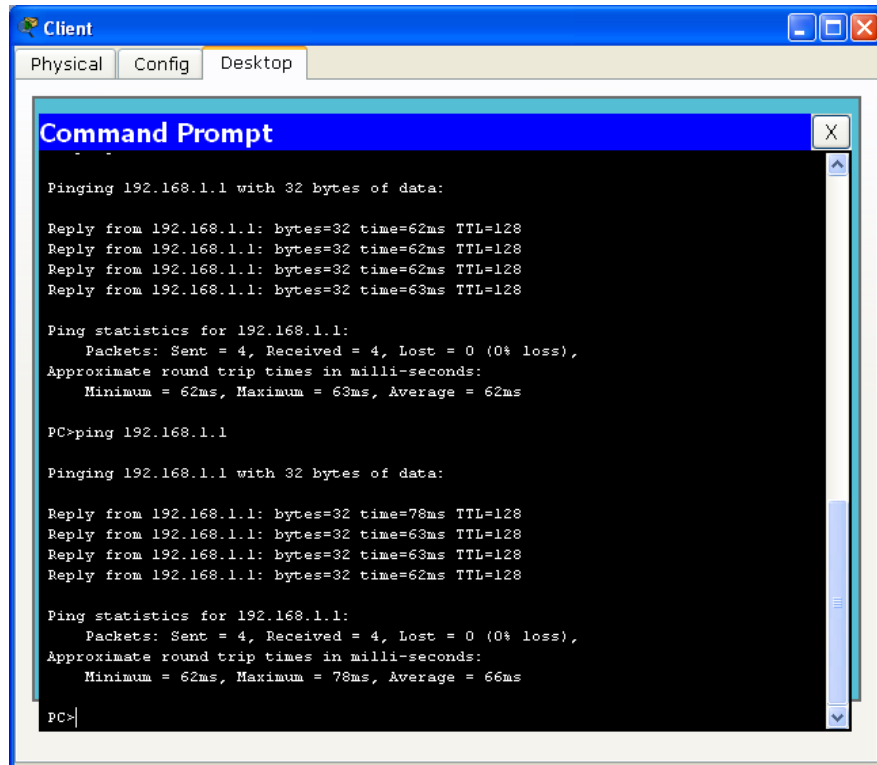 Client
Physical Config Desktop
Command Prompt
X
Pinging 192.168.1.1 with 32 bytes of data:
Reply from 192.168.1.1: bytes=32 time=62ms TTL=128
Reply from 192.168.1.1: bytes=32 time=62ms TTL=128
Reply from 192.168.1.1: bytes=32 time=62ms TTL=128
Reply from 192.168.1.1: bytes=32 time=63ms TTL=128
Ping statistics for 192.168.1.1:
Packets: Sent = 4, Received = 4, Lost = 0 (0% loss),
Approximate round trip times in milli-seconds:
Minimum = 62ms, Maximum = 63ms, Average = 62ms
PC>ping 192.168.1.1
Pinging 192.168.1.1 with 32 bytes of data:
Reply from 192.168.1.1: bytes=32 time=78ms TTL=128
Reply from 192.168.1.1: bytes=32 time=63ms TTL=128
Reply from 192.168.1.1: bytes=32 time=63ms TTL=128
Reply from 192.168.1.1: bytes=32 time=62ms TTL=128
Ping statistics for 192.168.1.1:
Packets: Sent = 4, Received = 4, Lost = 0 (0% loss),
Approximate round trip times in milli-seconds:
Minimum = 62ms, Maximum = 78ms, Average = 66ms
PC>